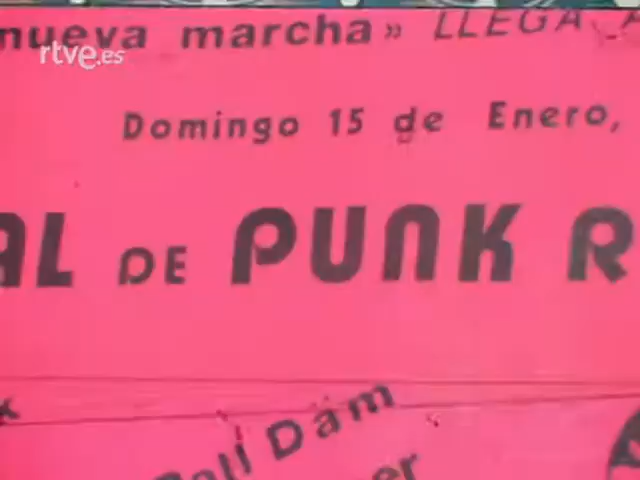 nueva marcha» LLEGA A
rtve.es
Domingo 15 de Enero,
AL DE PUNK R
Dam
er